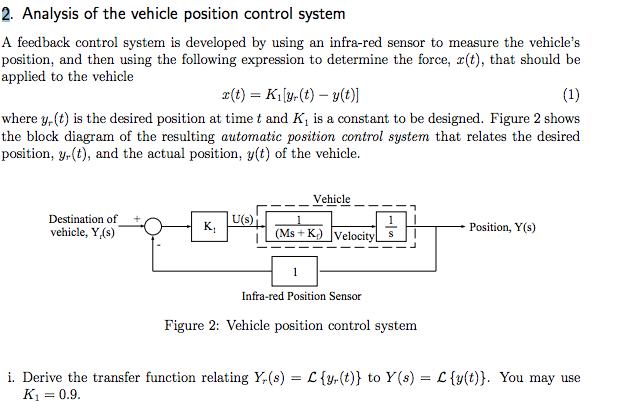 2. Analysis of the vehicle position control system
A feedback control system is developed by using an infra-red sensor to measure the vehicle's
position, and then using the following expression to determine the force, x(t), that should be
applied to the vehicle
x(t) = K₁[yᵣ(t) − y(t)] (1)
where yᵣ(t) is the desired position at time t and K₁ is a constant to be designed. Figure 2 shows
the block diagram of the resulting automatic position control system that relates the desired
position, yᵣ(t), and the actual position, y(t) of the vehicle.
Vehicle
Destination of
vehicle, Yᵣ(s)
+
-
K₁
U(s)
1
(Ms + Kf)
Velocity
1
s
Position, Y(s)
1
Infra-red Position Sensor
Figure 2: Vehicle position control system
i. Derive the transfer function relating Yᵣ(s) = ℒ{yᵣ(t)} to Y(s) = ℒ{y(t)}. You may use
K₁ = 0.9.